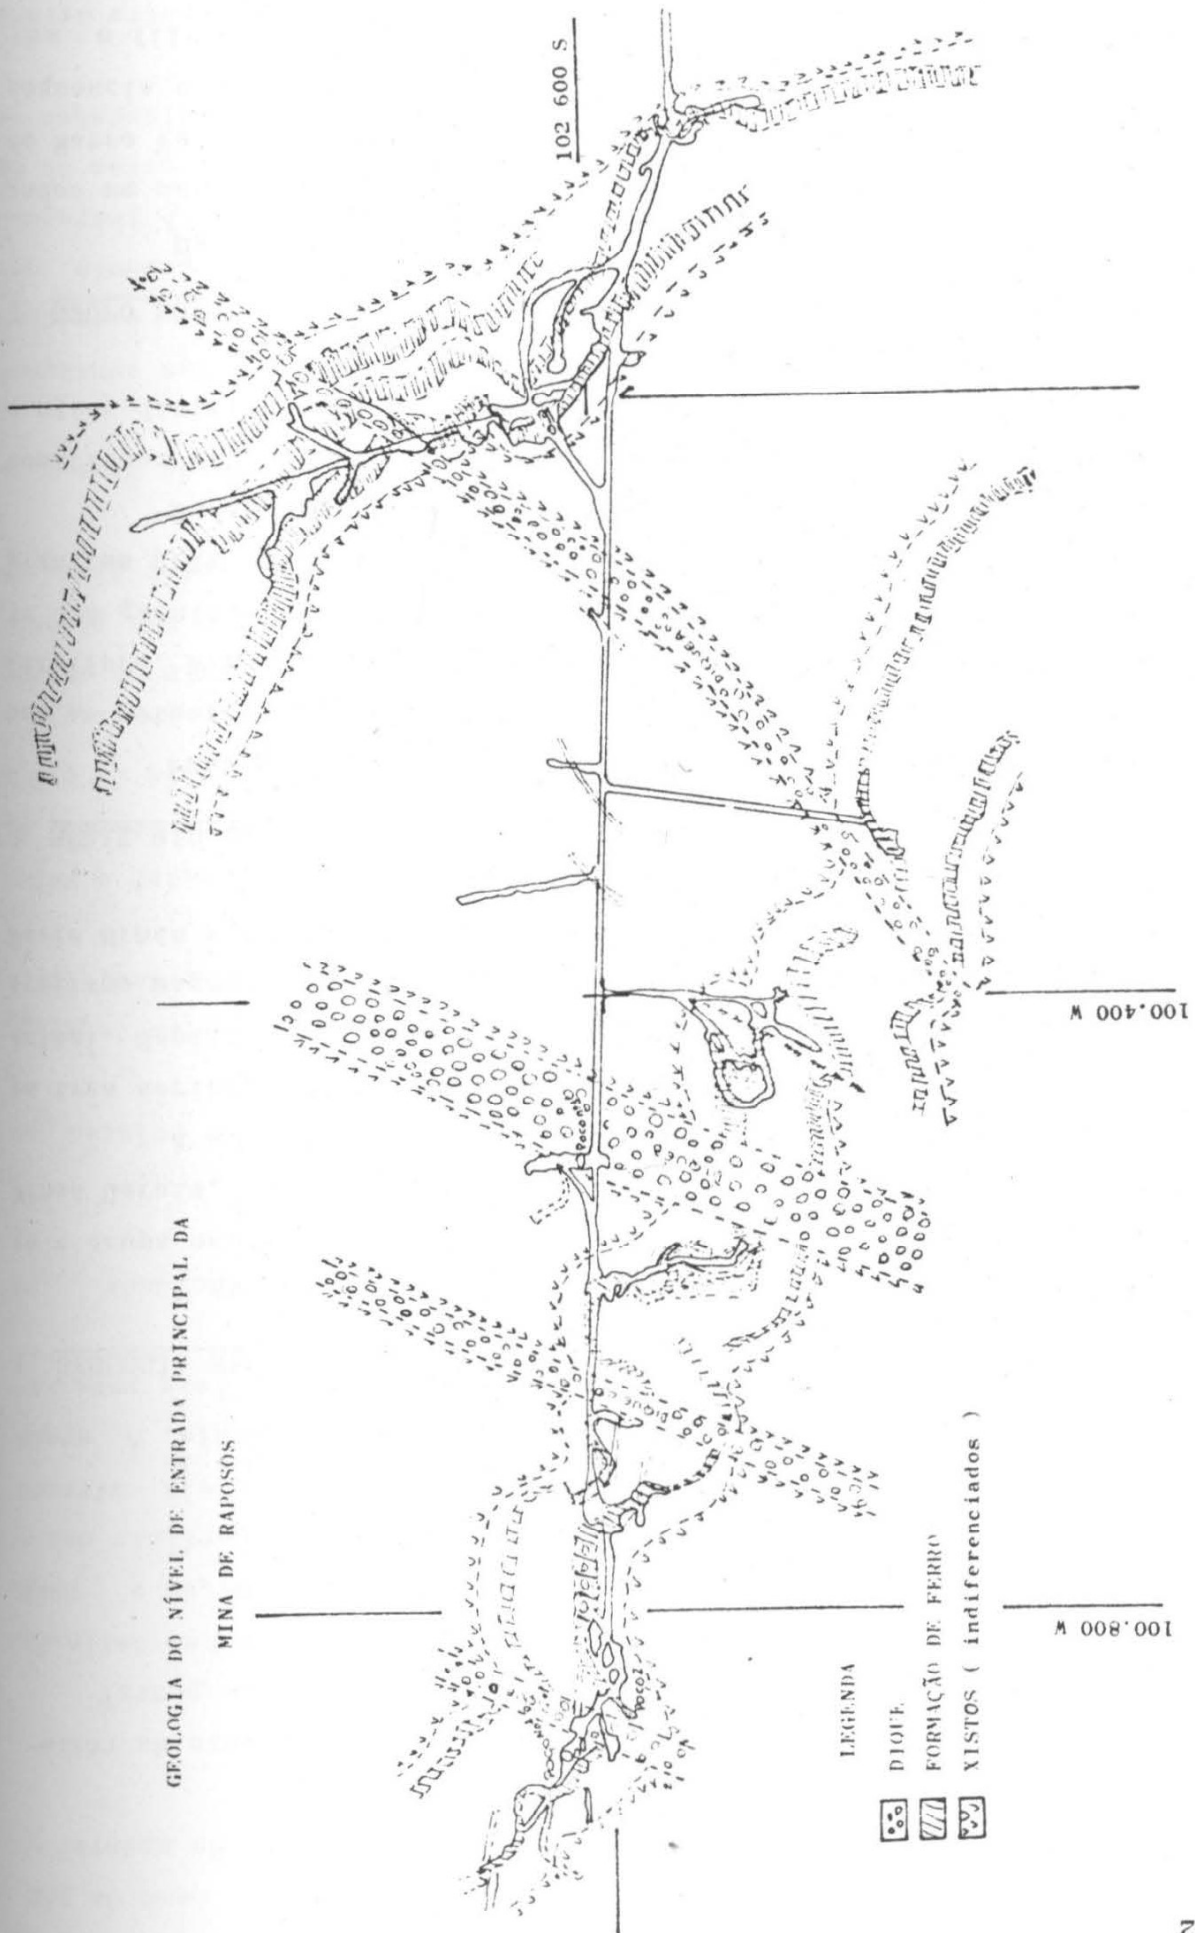 GEOLOGIA DO NÍVEL DE ENTRADA PRINCIPAL DA
MINA DE RAPOSOS
102 600 S
100.400 W
100.800 W
LEGENDA
DIQUE
FORMAÇÃO DE FERRO
XISTOS ( indiferenciados )